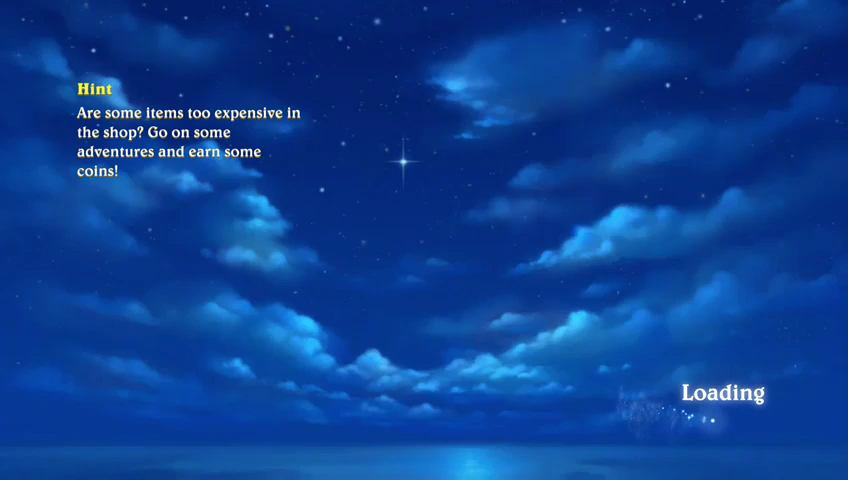 Hint
Are some items too expensive in
the shop? Go on some
adventures and earn some
coins!
Loading